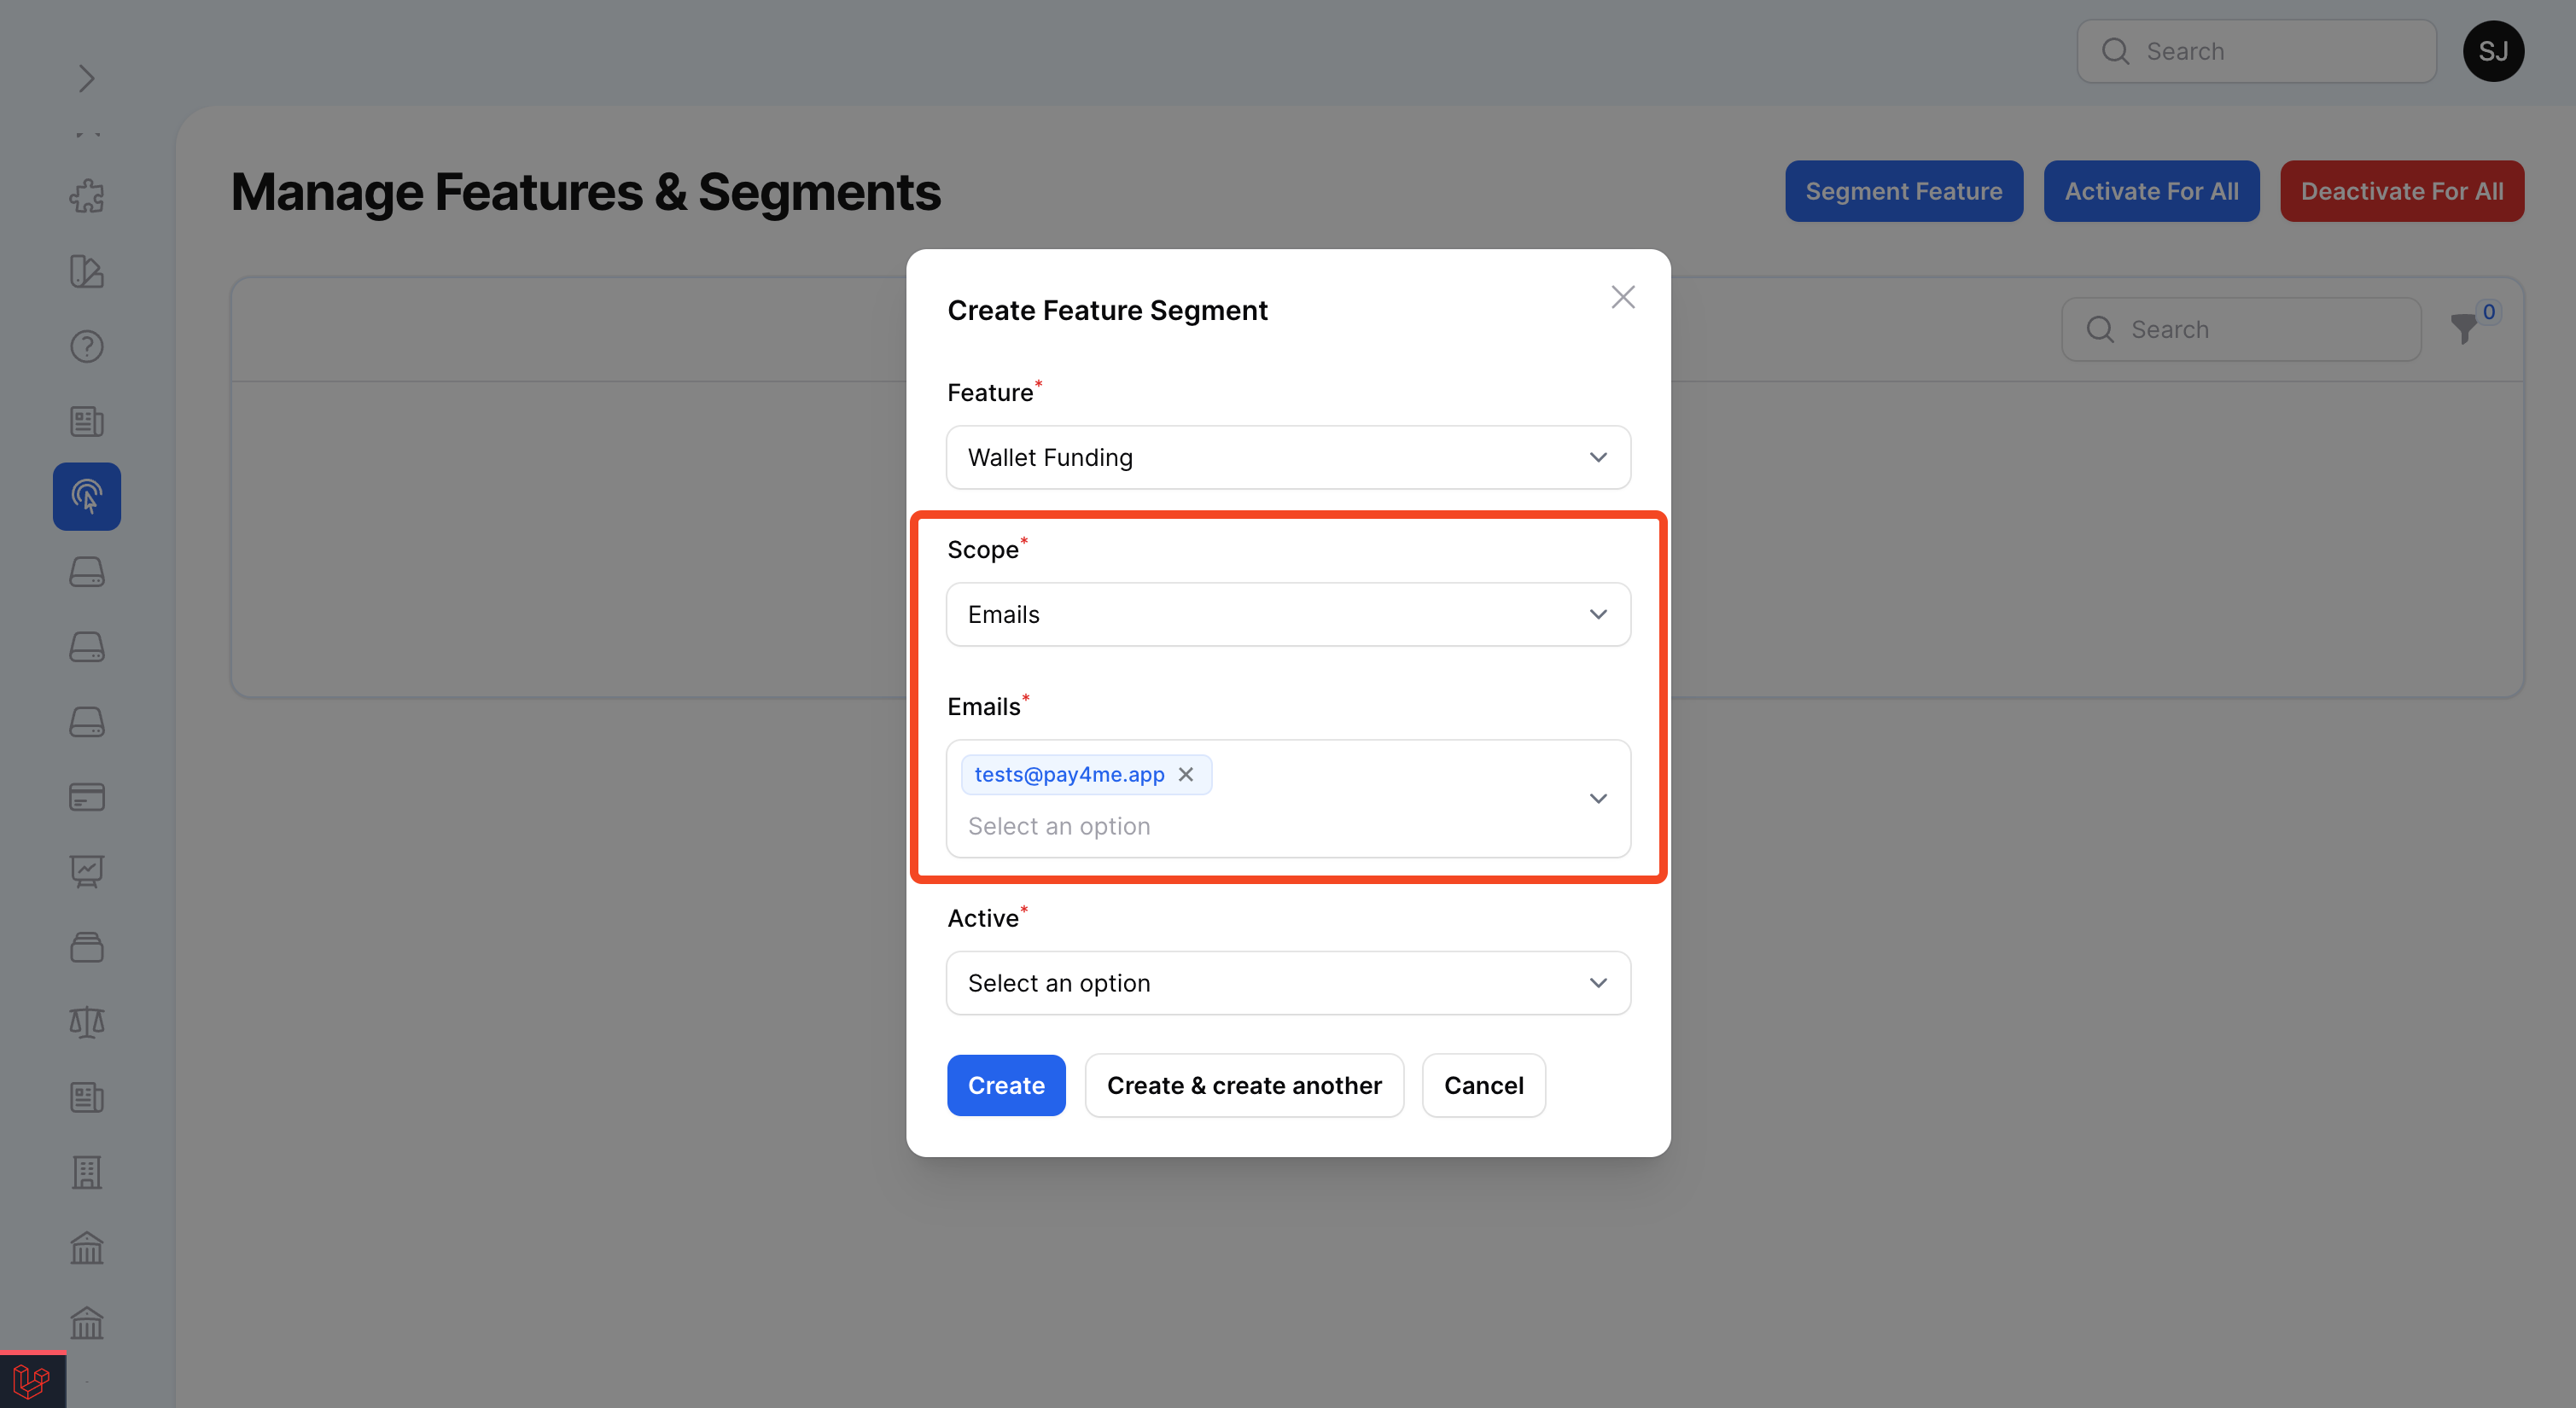 Search
SJ
Manage Features & Segments
Segment Feature
Activate For All
Deactivate For All
Search
0
Create Feature Segment
Feature*
Wallet Funding
Scope*
Emails
Emails*
tests@pay4me.app
Select an option
Active*
Select an option
Create
Create & create another
Cancel